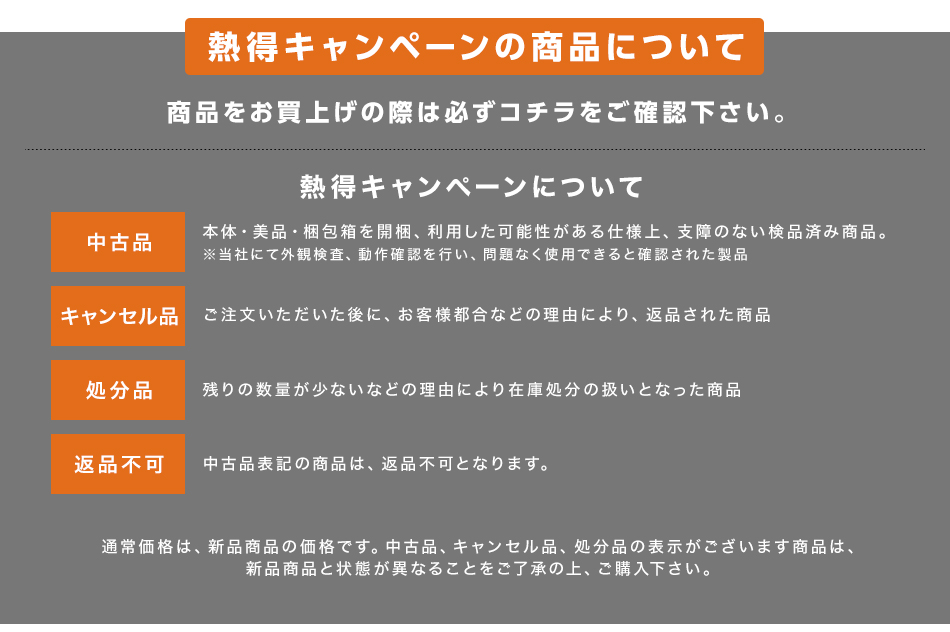 熱得キャンペーンの商品について
商品をお買上げの際は必ずコチラをご確認下さい。
熱得キャンペーンについて
中古品
本体・美品・梱包箱を開梱、利用した可能性がある仕様上、支障のない検品済み商品。
※当社にて外観検査、動作確認を行い、問題なく使用できると確認された製品
キャンセル品
ご注文いただいた後に、お客様都合などの理由により、返品された商品
処分品
残りの数量が少ないなどの理由により在庫処分の扱いとなった商品
返品不可
中古品表記の商品は、返品不可となります。
通常価格は、新品商品の価格です。中古品、キャンセル品、処分品の表示がございます商品は、
新品商品と状態が異なることをご了承の上、ご購入下さい。